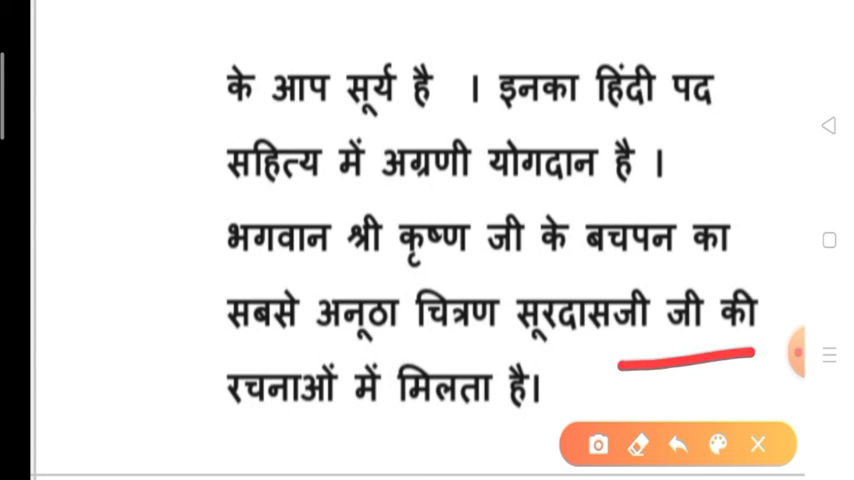 के आप सूर्य है । इनका हिंदी पद
सहित्य में अग्रणी योगदान है ।
भगवान श्री कृष्ण जी के बचपन का
सबसे अनूठा चित्रण सूरदासजी जी की
रचनाओं में मिलता है।